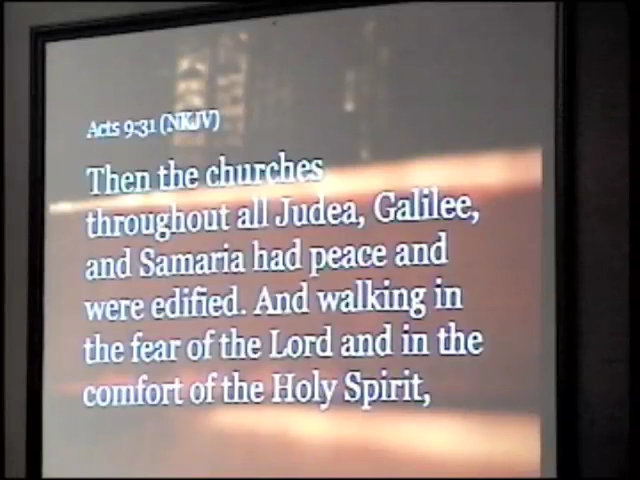 Acts 9:31 (NKJV)
Then the churches
throughout all Judea, Galilee,
and Samaria had peace and
were edified. And walking in
the fear of the Lord and in the
comfort of the Holy Spirit,